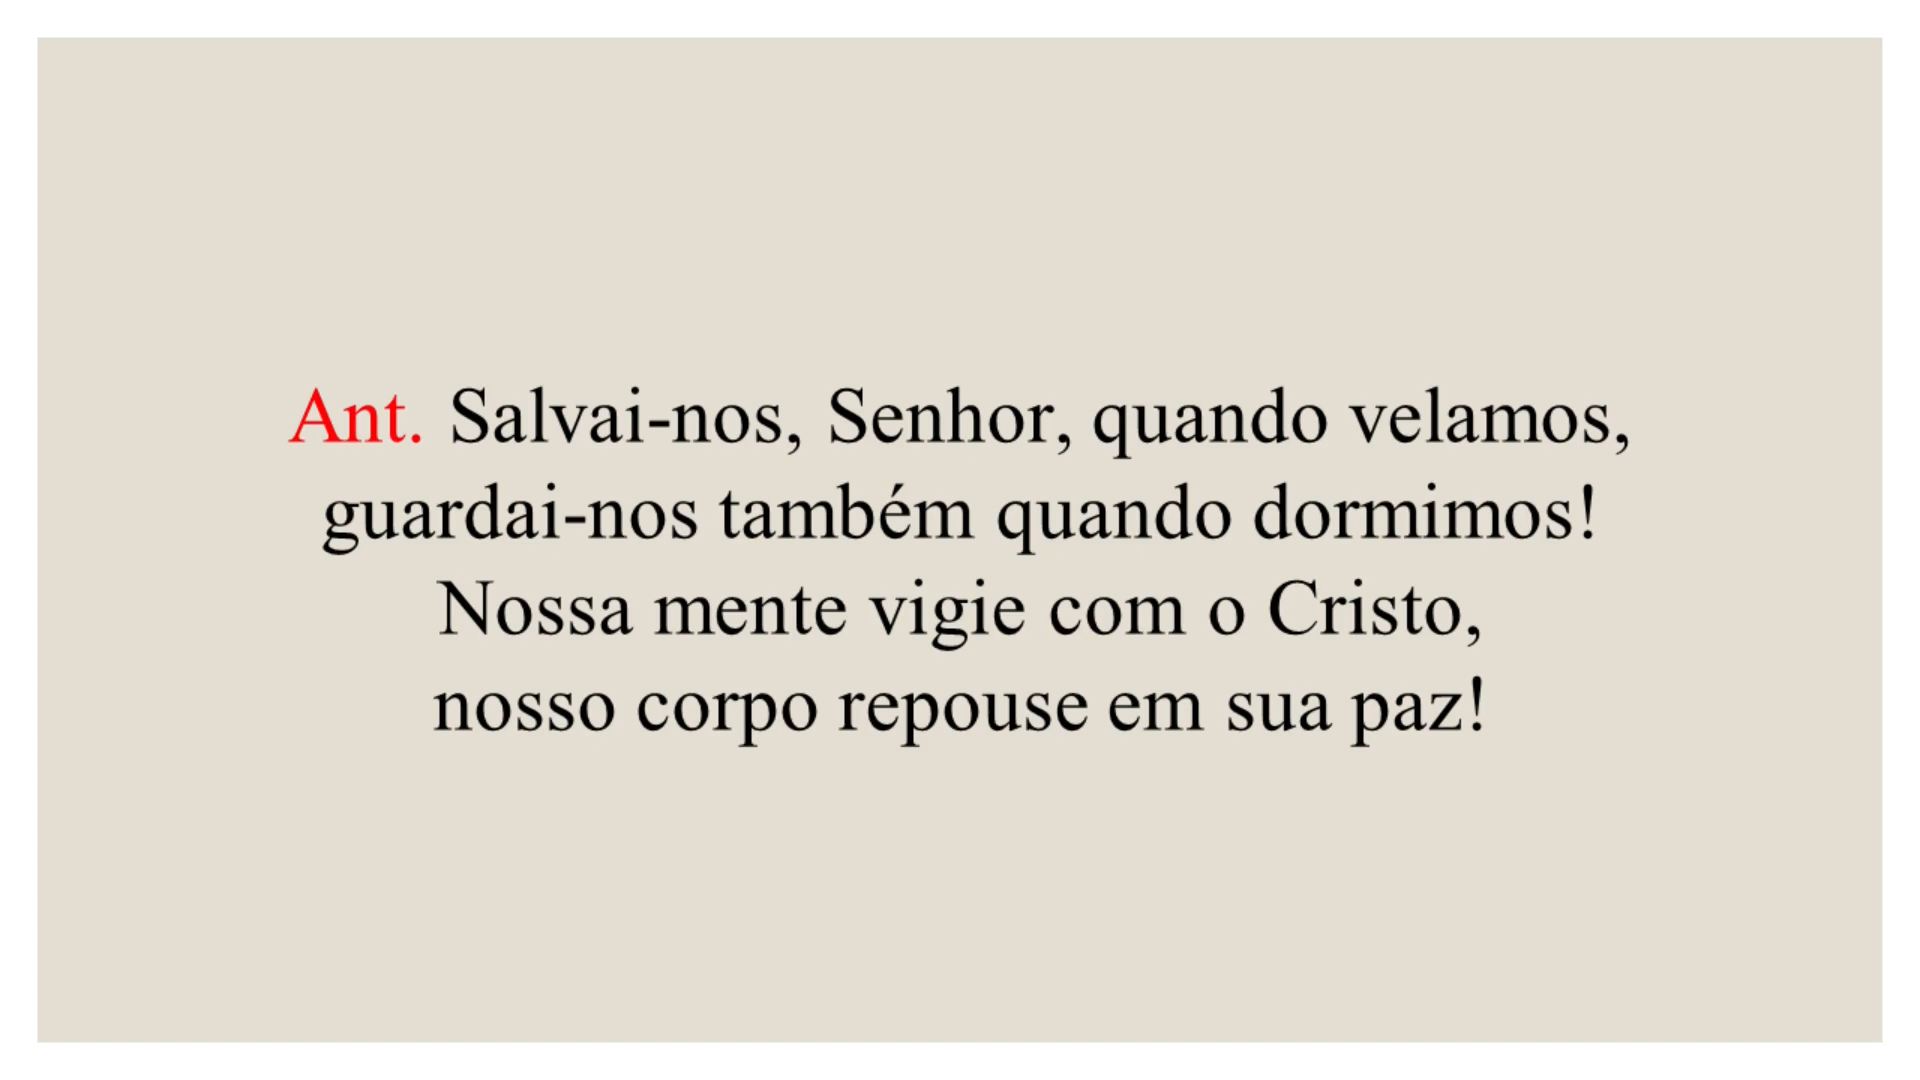 Ant. Salvai-nos, Senhor, quando velamos,
guardai-nos também quando dormimos!
Nossa mente vigie com o Cristo,
nosso corpo repouse em sua paz!